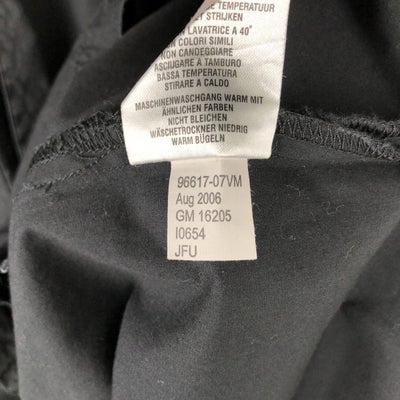 TEMPERATUUR
STRIJKEN
LAVATRICE A 40°
NON COLORI SIMILI
NON CANDEGGIARE
ASCIUGARE A TAMBURO
BASSA TEMPERATURA
STIRARE A CALDO
MASCHINENWASCHGANG WARM MIT
ÄHNLICHEN FARBEN
NICHT BLEICHEN
WÄSCHETROCKNER NIEDRIG
WARM BÜGELN
96617-07VM
Aug 2006
GM 16205
I0654
JFU